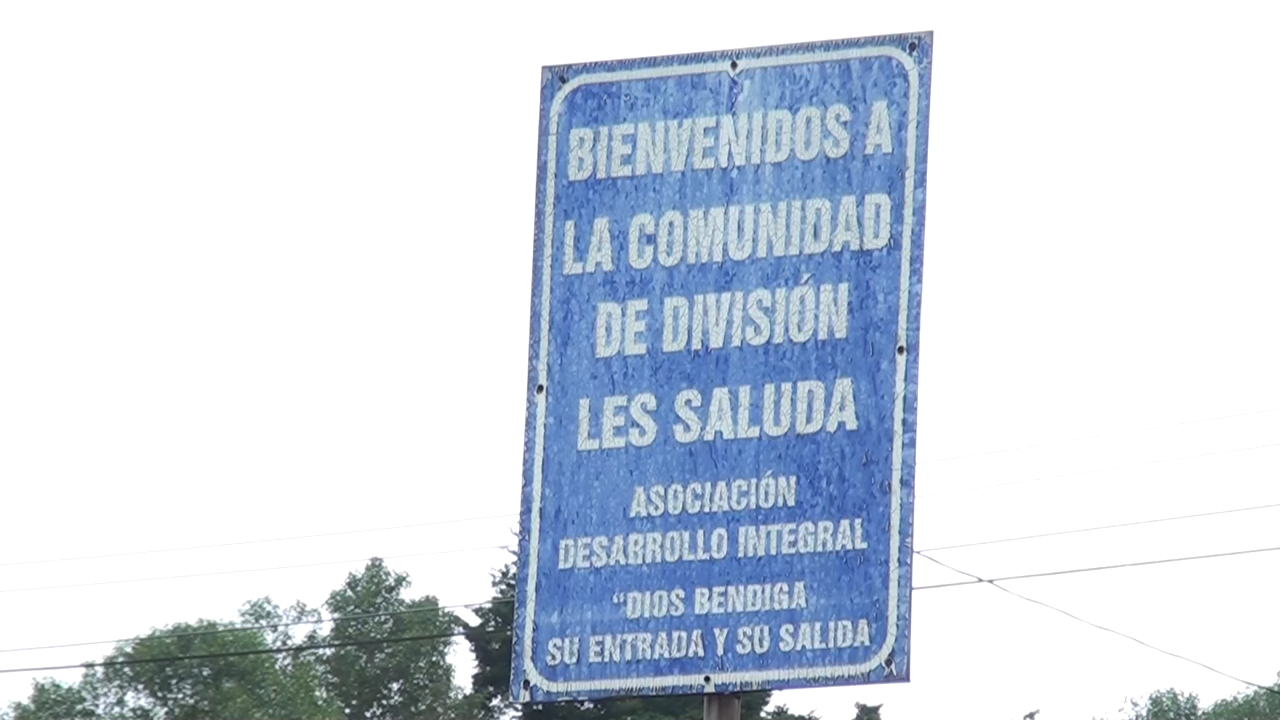 BIENVENIDOS A
LA COMUNIDAD
DE DIVISIÓN
LES SALUDA
ASOCIACIÓN
DESARROLLO INTEGRAL
“DIOS BENDIGA
SU ENTRADA Y SU SALIDA